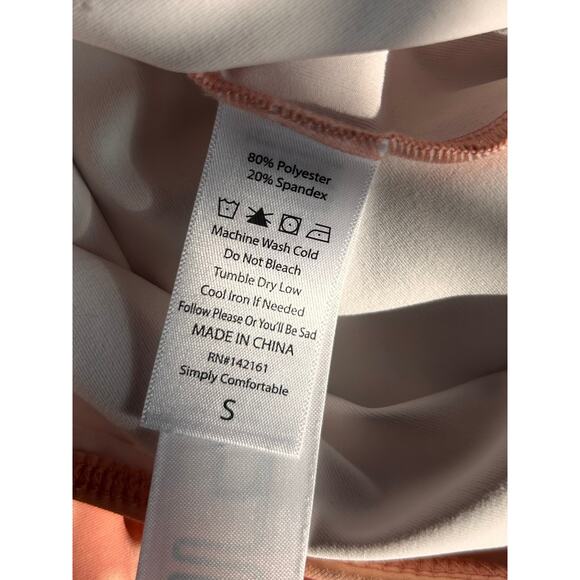 80% Polyester
20% Spandex
Machine Wash Cold
Do Not Bleach
Tumble Dry Low
Cool Iron If Needed
Follow Please Or You'll Be Sad
MADE IN CHINA
RN#142161
Simply Comfortable
S